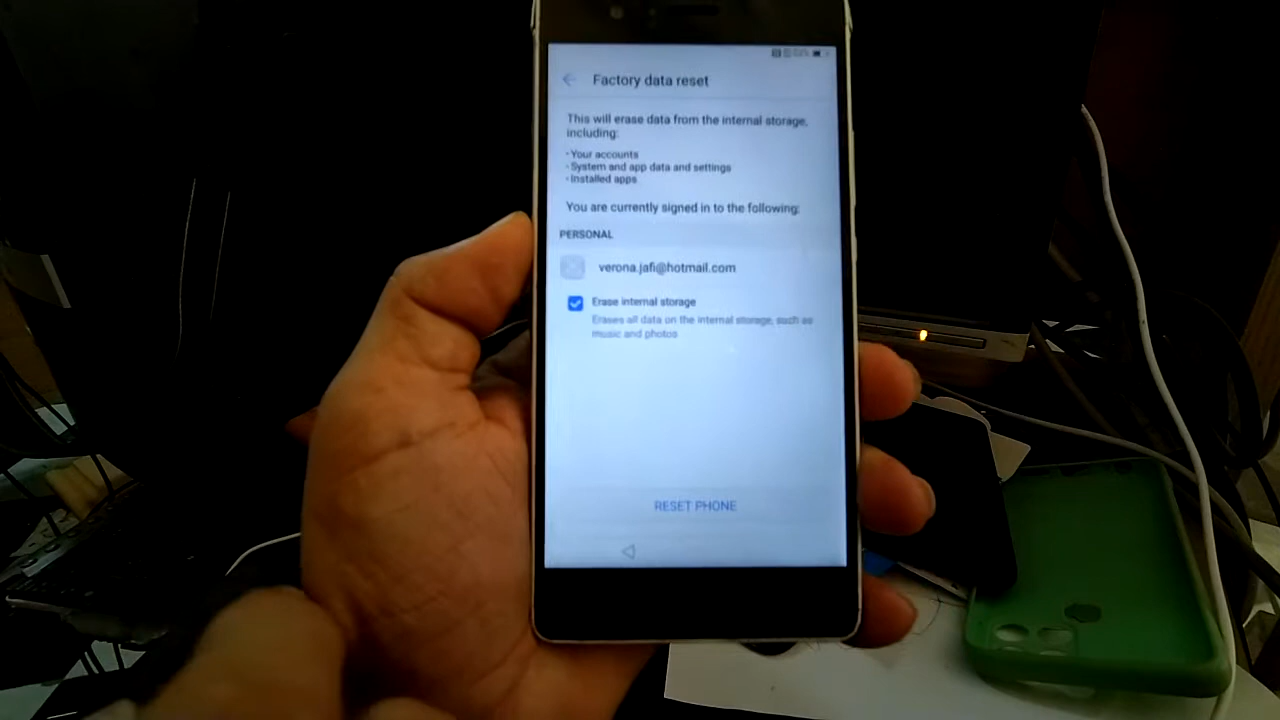 Factory data reset
This will erase data from the internal storage,
including:
• Your accounts
• System and app data and settings
• Installed apps
You are currently signed in to the following:
PERSONAL
verona.jafi@hotmail.com
Erase internal storage
Erases all data on the internal storage, such as
music and photos
RESET PHONE